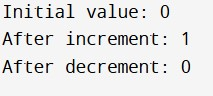 Initial value: 0
After increment: 1
After decrement: 0